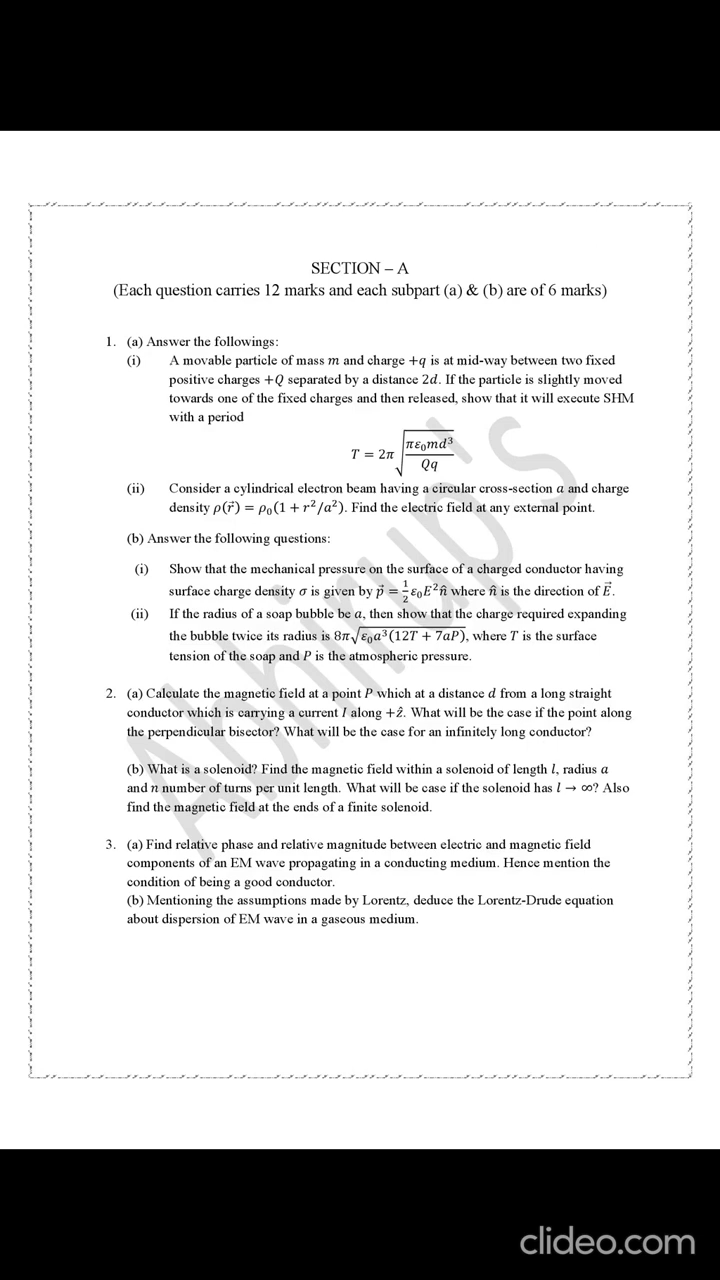 SECTION – A
(Each question carries 12 marks and each subpart (a) & (b) are of 6 marks)
1. (a) Answer the followings:
(i) A movable particle of mass m and charge +q is at mid-way between two fixed
positive charges +Q separated by a distance 2d. If the particle is slightly moved
towards one of the fixed charges and then released, show that it will execute SHM
with a period
T = 2π √(πε₀md³/Qq)
(ii) Consider a cylindrical electron beam having a circular cross-section a and charge
density ρ(r⃗) = ρ₀(1 + r²/a²). Find the electric field at any external point.
(b) Answer the following questions:
(i) Show that the mechanical pressure on the surface of a charged conductor having
surface charge density σ is given by p⃗ = ½ε₀E²n̂ where n̂ is the direction of E⃗.
(ii) If the radius of a soap bubble be a, then show that the charge required expanding
the bubble twice its radius is 8π√(ε₀a³(12T + 7aP)), where T is the surface
tension of the soap and P is the atmospheric pressure.
2. (a) Calculate the magnetic field at a point P which at a distance d from a long straight
conductor which is carrying a current I along +ẑ. What will be the case if the point along
the perpendicular bisector? What will be the case for an infinitely long conductor?
(b) What is a solenoid? Find the magnetic field within a solenoid of length l, radius a
and n number of turns per unit length. What will be case if the solenoid has l → ∞? Also
find the magnetic field at the ends of a finite solenoid.
3. (a) Find relative phase and relative magnitude between electric and magnetic field
components of an EM wave propagating in a conducting medium. Hence mention the
condition of being a good conductor.
(b) Mentioning the assumptions made by Lorentz, deduce the Lorentz-Drude equation
about dispersion of EM wave in a gaseous medium.
Abhirup's
clideo.com